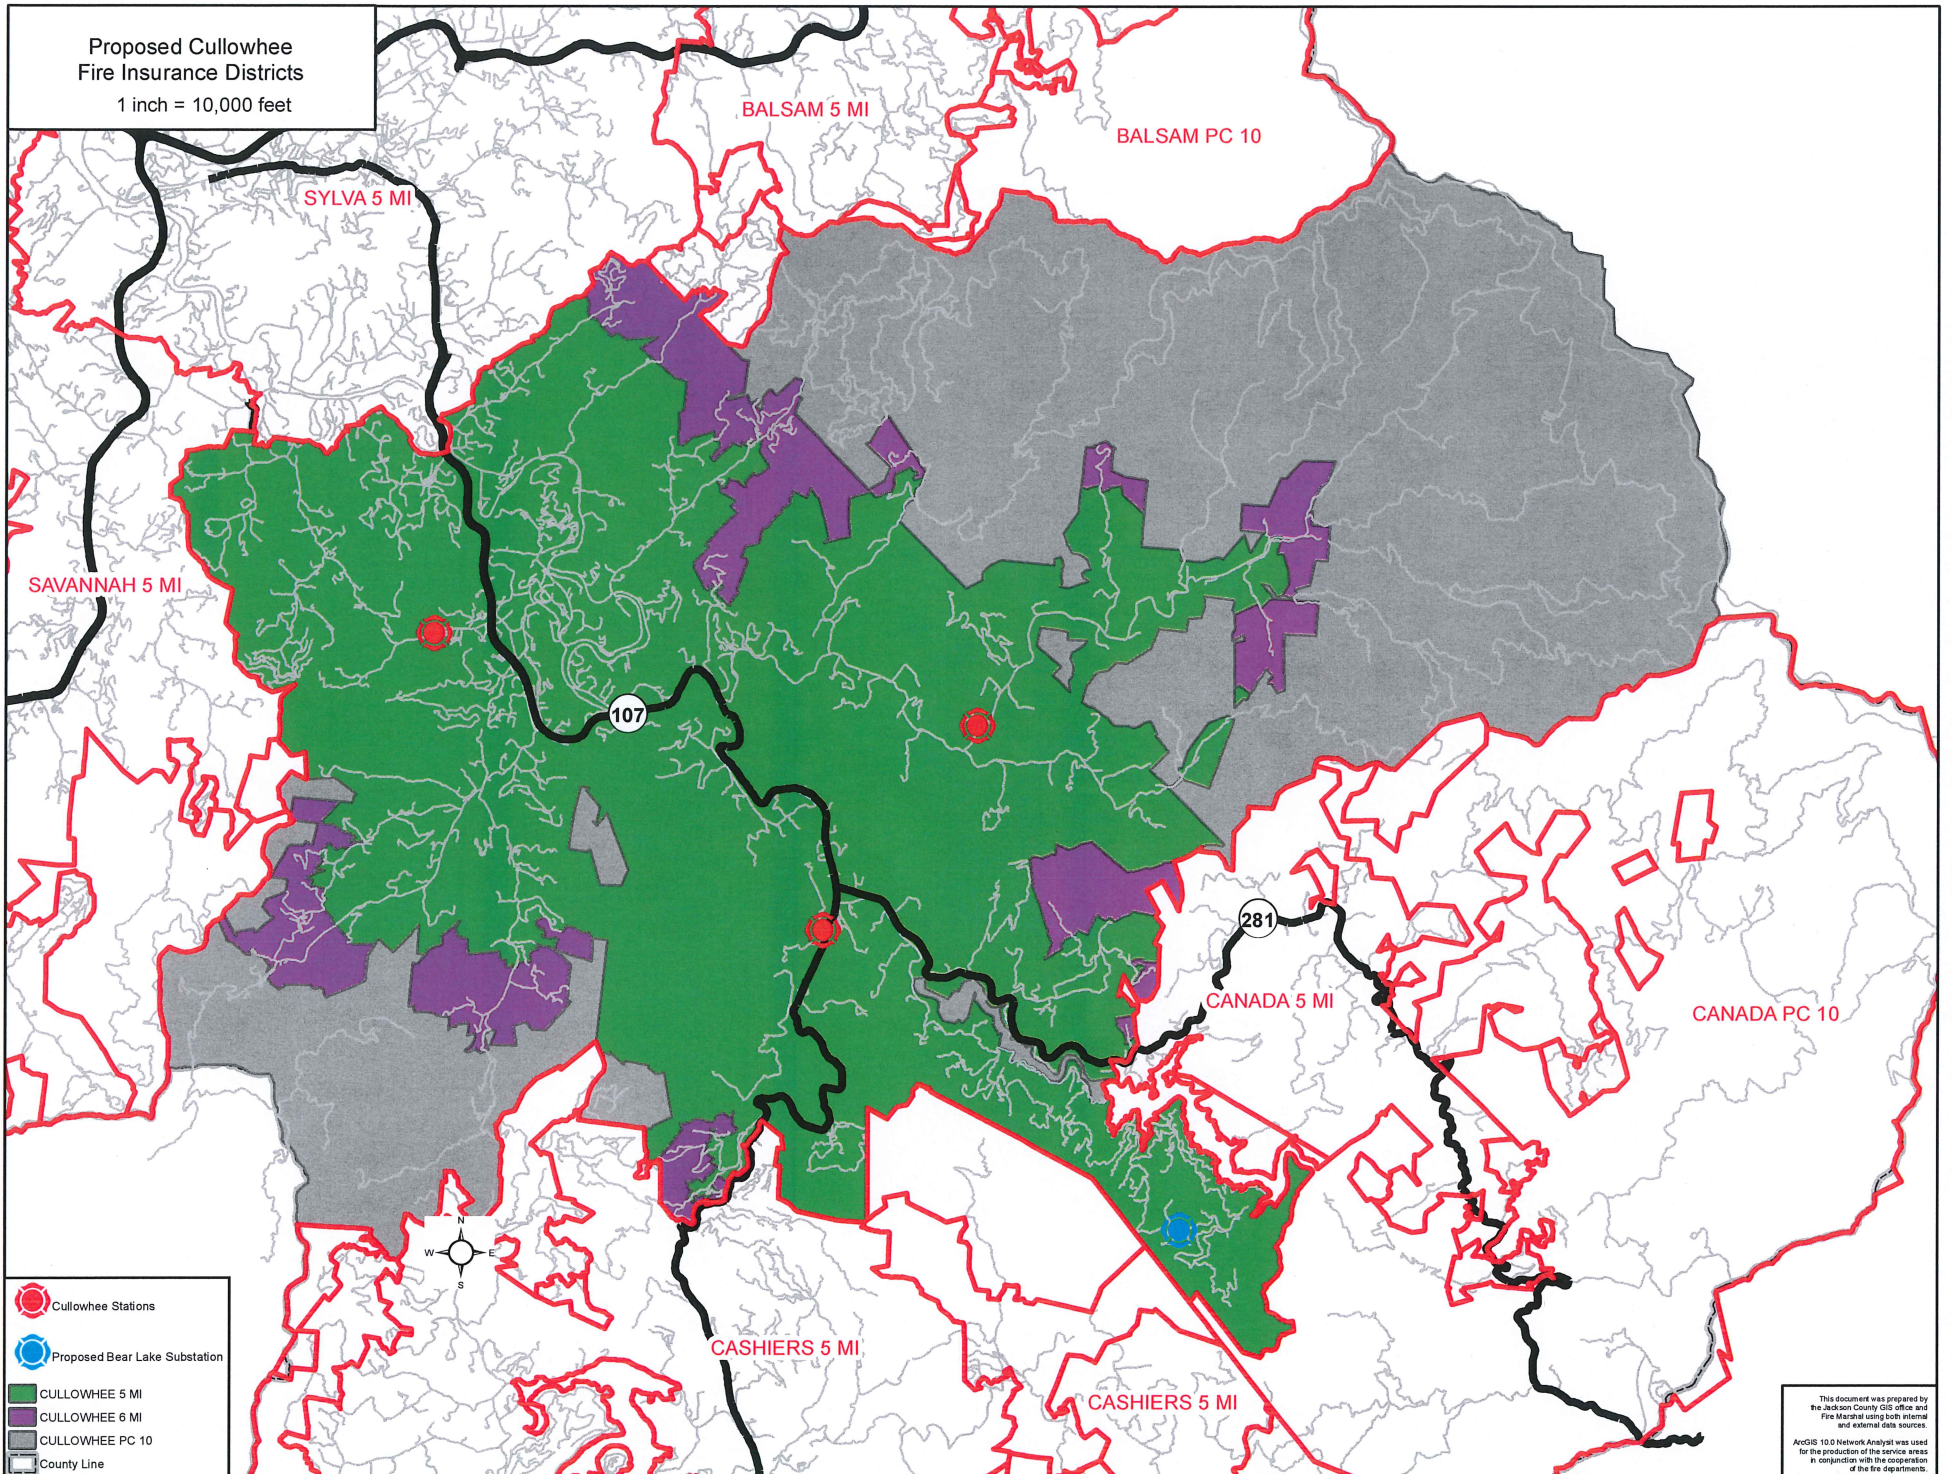 Proposed Cullowhee
Fire Insurance Districts
1 inch = 10,000 feet
BALSAM 5 MI
BALSAM PC 10
SYLVA 5 MI
SAVANNAH 5 MI
107
281
CANADA 5 MI
CANADA PC 10
N
W
E
S
CASHIERS 5 MI
CASHIERS 5 MI
Cullowhee Stations
Proposed Bear Lake Substation
CULLOWHEE 5 MI
CULLOWHEE 6 MI
CULLOWHEE PC 10
County Line
This document was prepared by
the Jackson County GIS office and
Fire Marshal using both internal
and external data sources.
ArcGIS 10.0 Network Analysit was used
for the production of the service areas
in conjunction with the cooperation
of the fire departments.